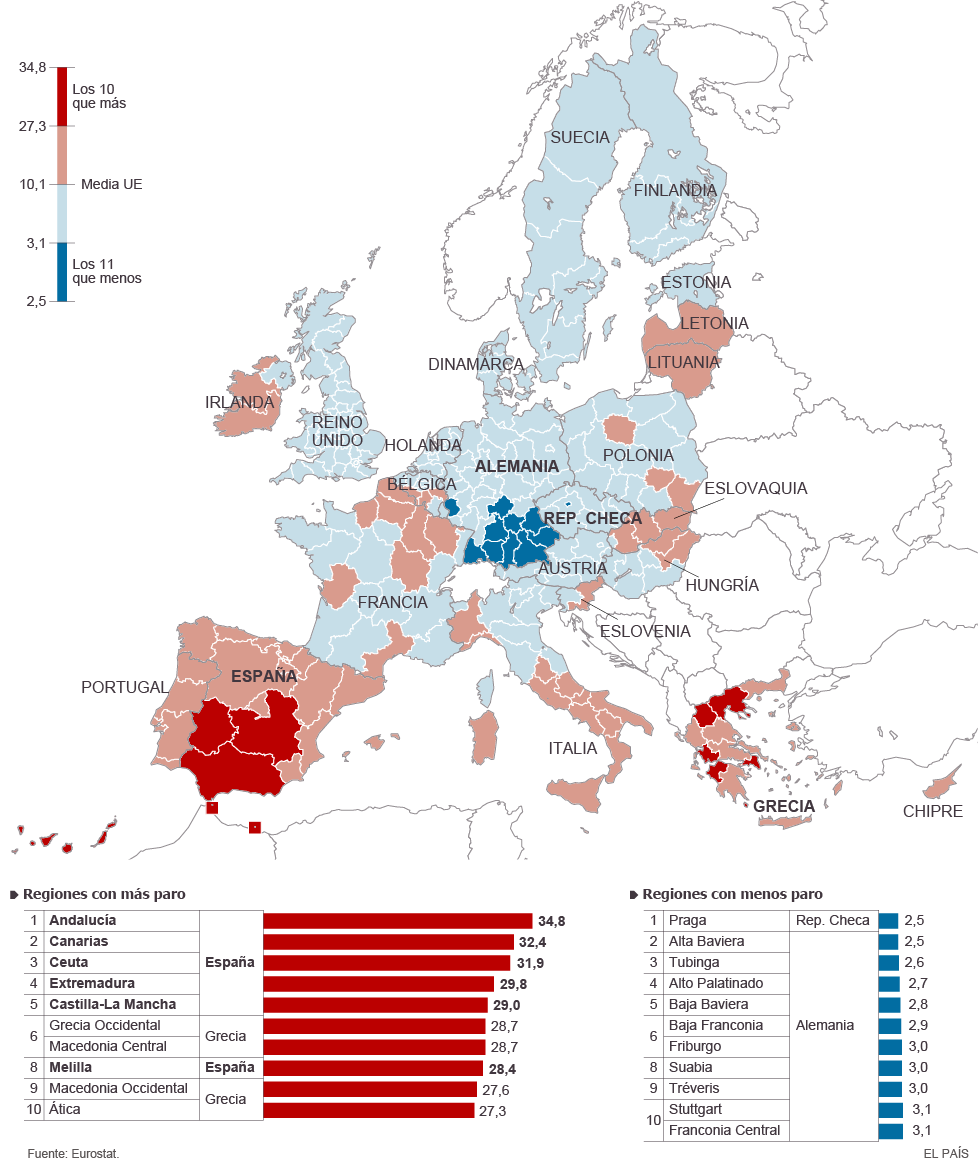 34,8
Los 10
que más
27,3
10,1 Media UE
3,1
Los 11
que menos
2,5
SUECIA
FINLANDIA
ESTONIA
LETONIA
DINAMARCA
LITUANIA
IRLANDA
REINO
UNIDO
HOLANDA
POLONIA
ALEMANIA
BÉLGICA
ESLOVAQUIA
REP. CHECA
AUSTRIA
HUNGRÍA
FRANCIA
ESLOVENIA
ESPAÑA
PORTUGAL
ITALIA
GRECIA
CHIPRE
Regiones con más paro
1 Andalucía España 34,8
2 Canarias 32,4
3 Ceuta 31,9
4 Extremadura 29,8
5 Castilla-La Mancha 29,0
6 Grecia Occidental Grecia 28,7
Macedonia Central 28,7
8 Melilla España 28,4
9 Macedonia Occidental Grecia 27,6
10 Ática 27,3
Regiones con menos paro
1 Praga Rep. Checa 2,5
2 Alta Baviera Alemania 2,5
3 Tubinga 2,6
4 Alto Palatinado 2,7
5 Baja Baviera 2,8
6 Baja Franconia 2,9
Friburgo 3,0
8 Suabia 3,0
9 Tréveris 3,0
10 Stuttgart 3,1
Franconia Central 3,1
Fuente: Eurostat.
EL PAÍS